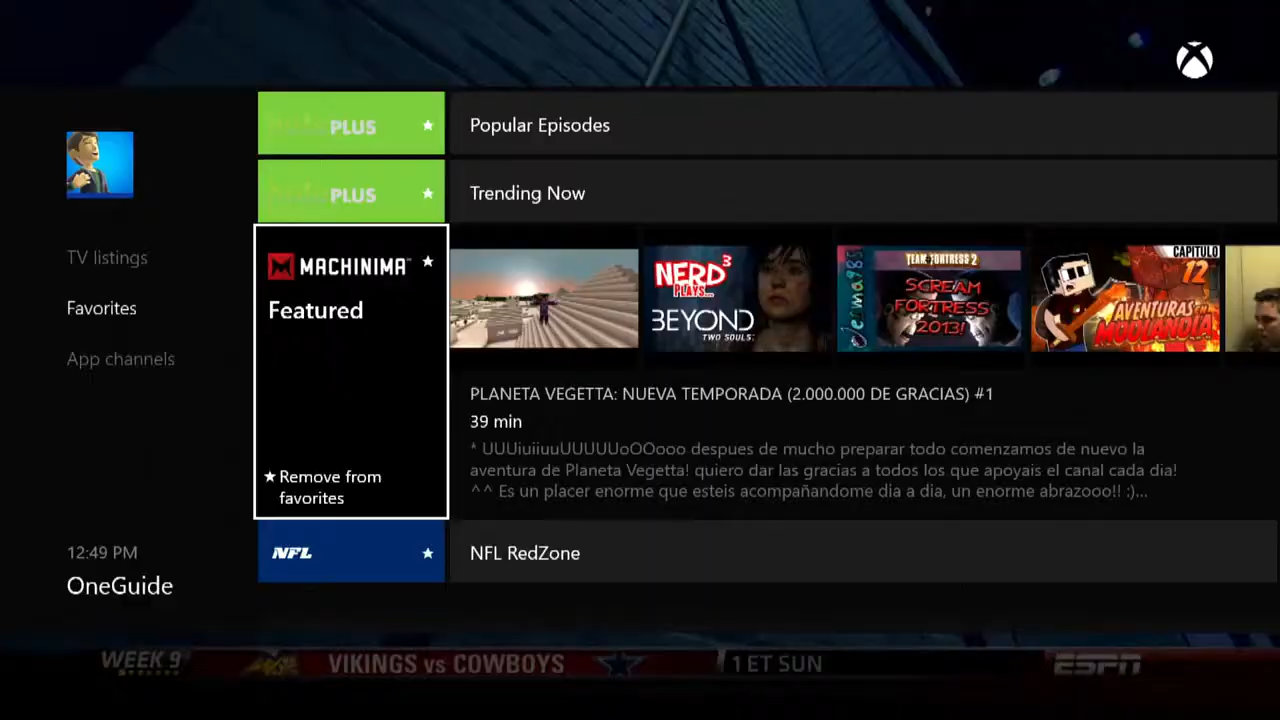 PLUS
Popular Episodes
PLUS
Trending Now
TV listings
Favorites
App channels
MACHINIMA
Featured
Remove from
favorites
NERD3
PLAYS...
BEYOND
TWO SOULS
TEAM FORTRESS 2
SCREAM
FORTRESS
2013!
CAPITULO
12
AVENTURAS EN
MOOLANDIA
PLANETA VEGETTA: NUEVA TEMPORADA (2.000.000 DE GRACIAS) #1
39 min
* UUUiuiiuuUUUUUoOOooo despues de mucho preparar todo comenzamos de nuevo la
aventura de Planeta Vegetta! quiero dar las gracias a todos los que apoyais el canal cada dia!
^^ Es un placer enorme que esteis acompañandome dia a dia, un enorme abrazooo!! :)...
NFL
NFL RedZone
12:49 PM
OneGuide
WEEK 9
VIKINGS vs COWBOYS
1 ET SUN
ESPN